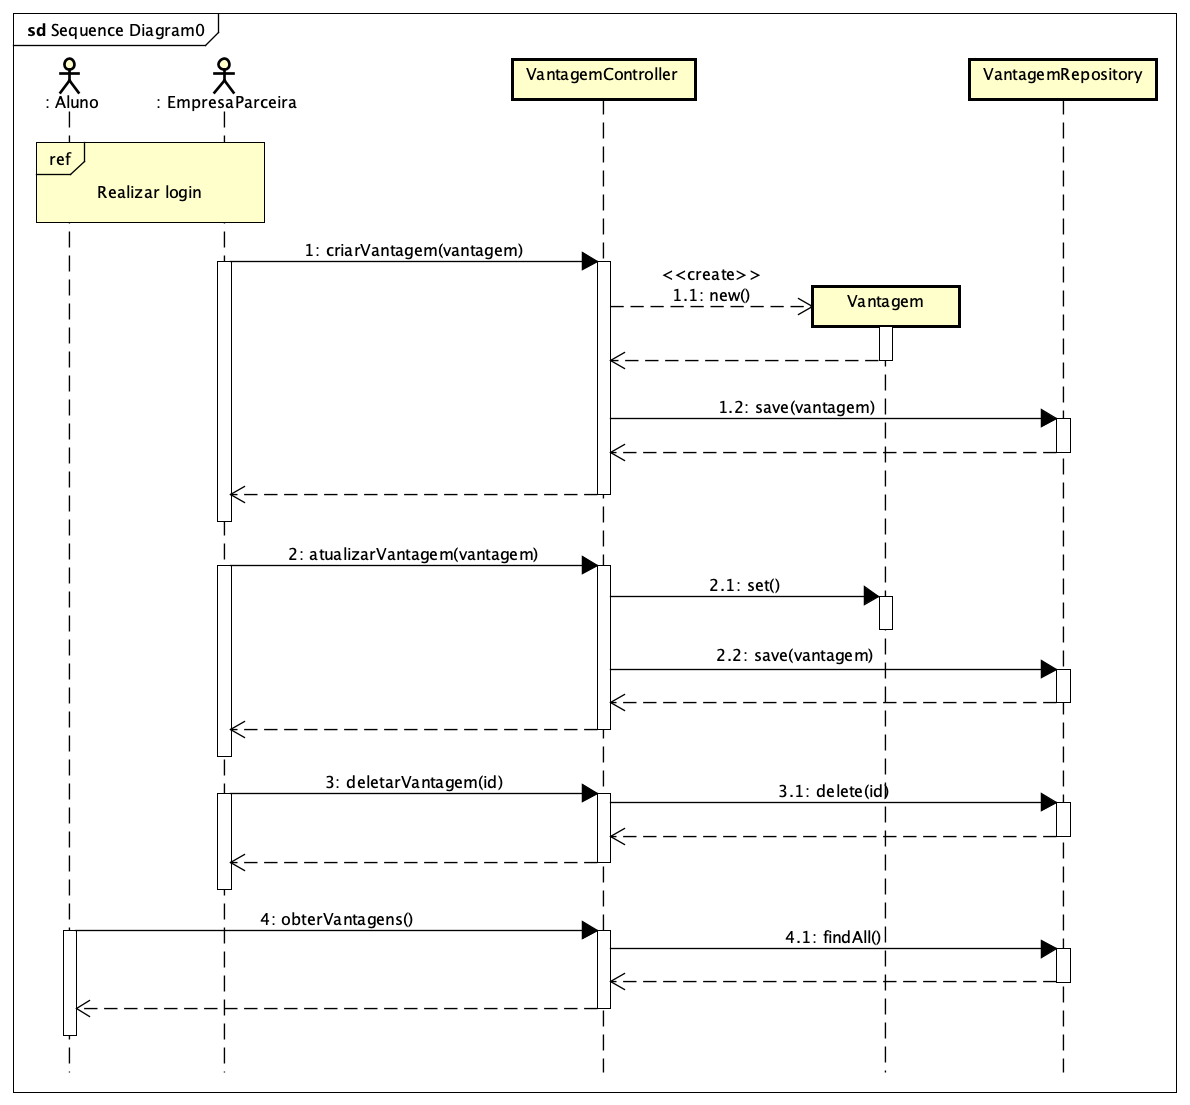 sd Sequence Diagram0
: Aluno
: EmpresaParceira
VantagemController
VantagemRepository
ref
Realizar login
1: criarVantagem(vantagem)
<<create>>
1.1: new()
Vantagem
1.2: save(vantagem)
2: atualizarVantagem(vantagem)
2.1: set()
2.2: save(vantagem)
3: deletarVantagem(id)
3.1: delete(id)
4: obterVantagens()
4.1: findAll()